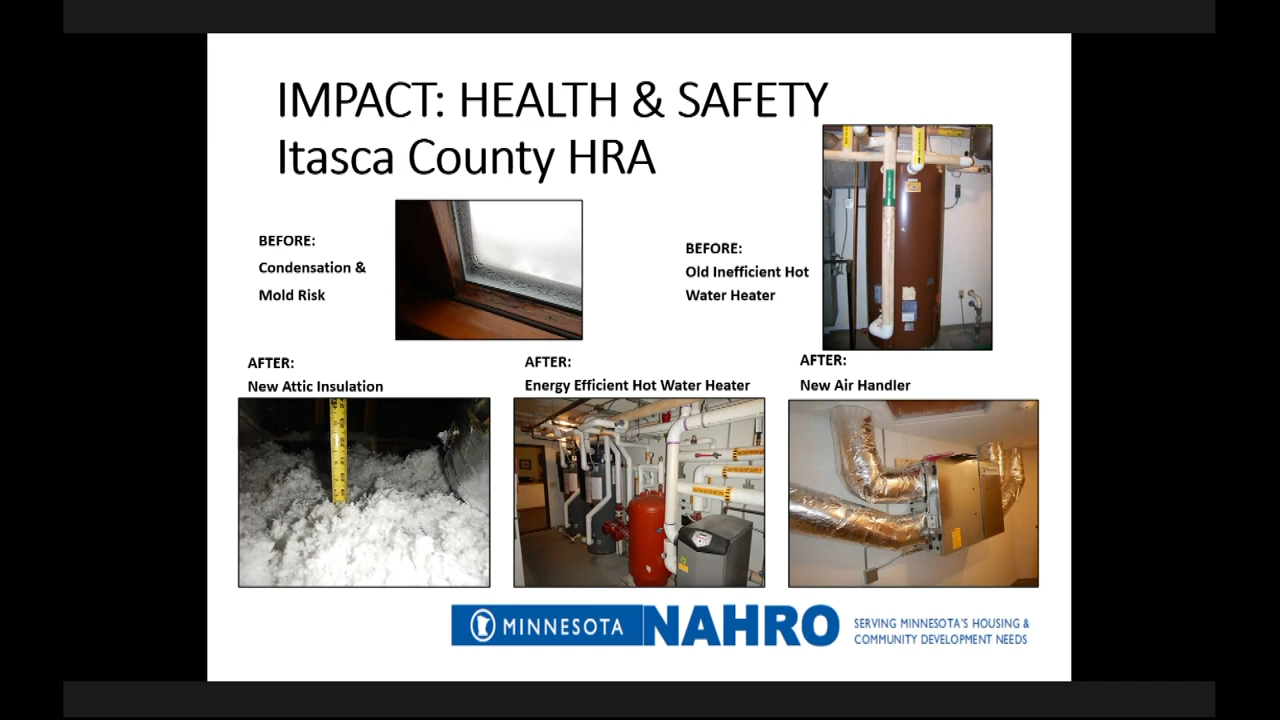 IMPACT: HEALTH & SAFETY
Itasca County HRA
BEFORE:
Condensation &
Mold Risk
BEFORE:
Old Inefficient Hot
Water Heater
AFTER:
New Attic Insulation
AFTER:
Energy Efficient Hot Water Heater
AFTER:
New Air Handler
MINNESOTA NAHRO
SERVING MINNESOTA'S HOUSING &
COMMUNITY DEVELOPMENT NEEDS